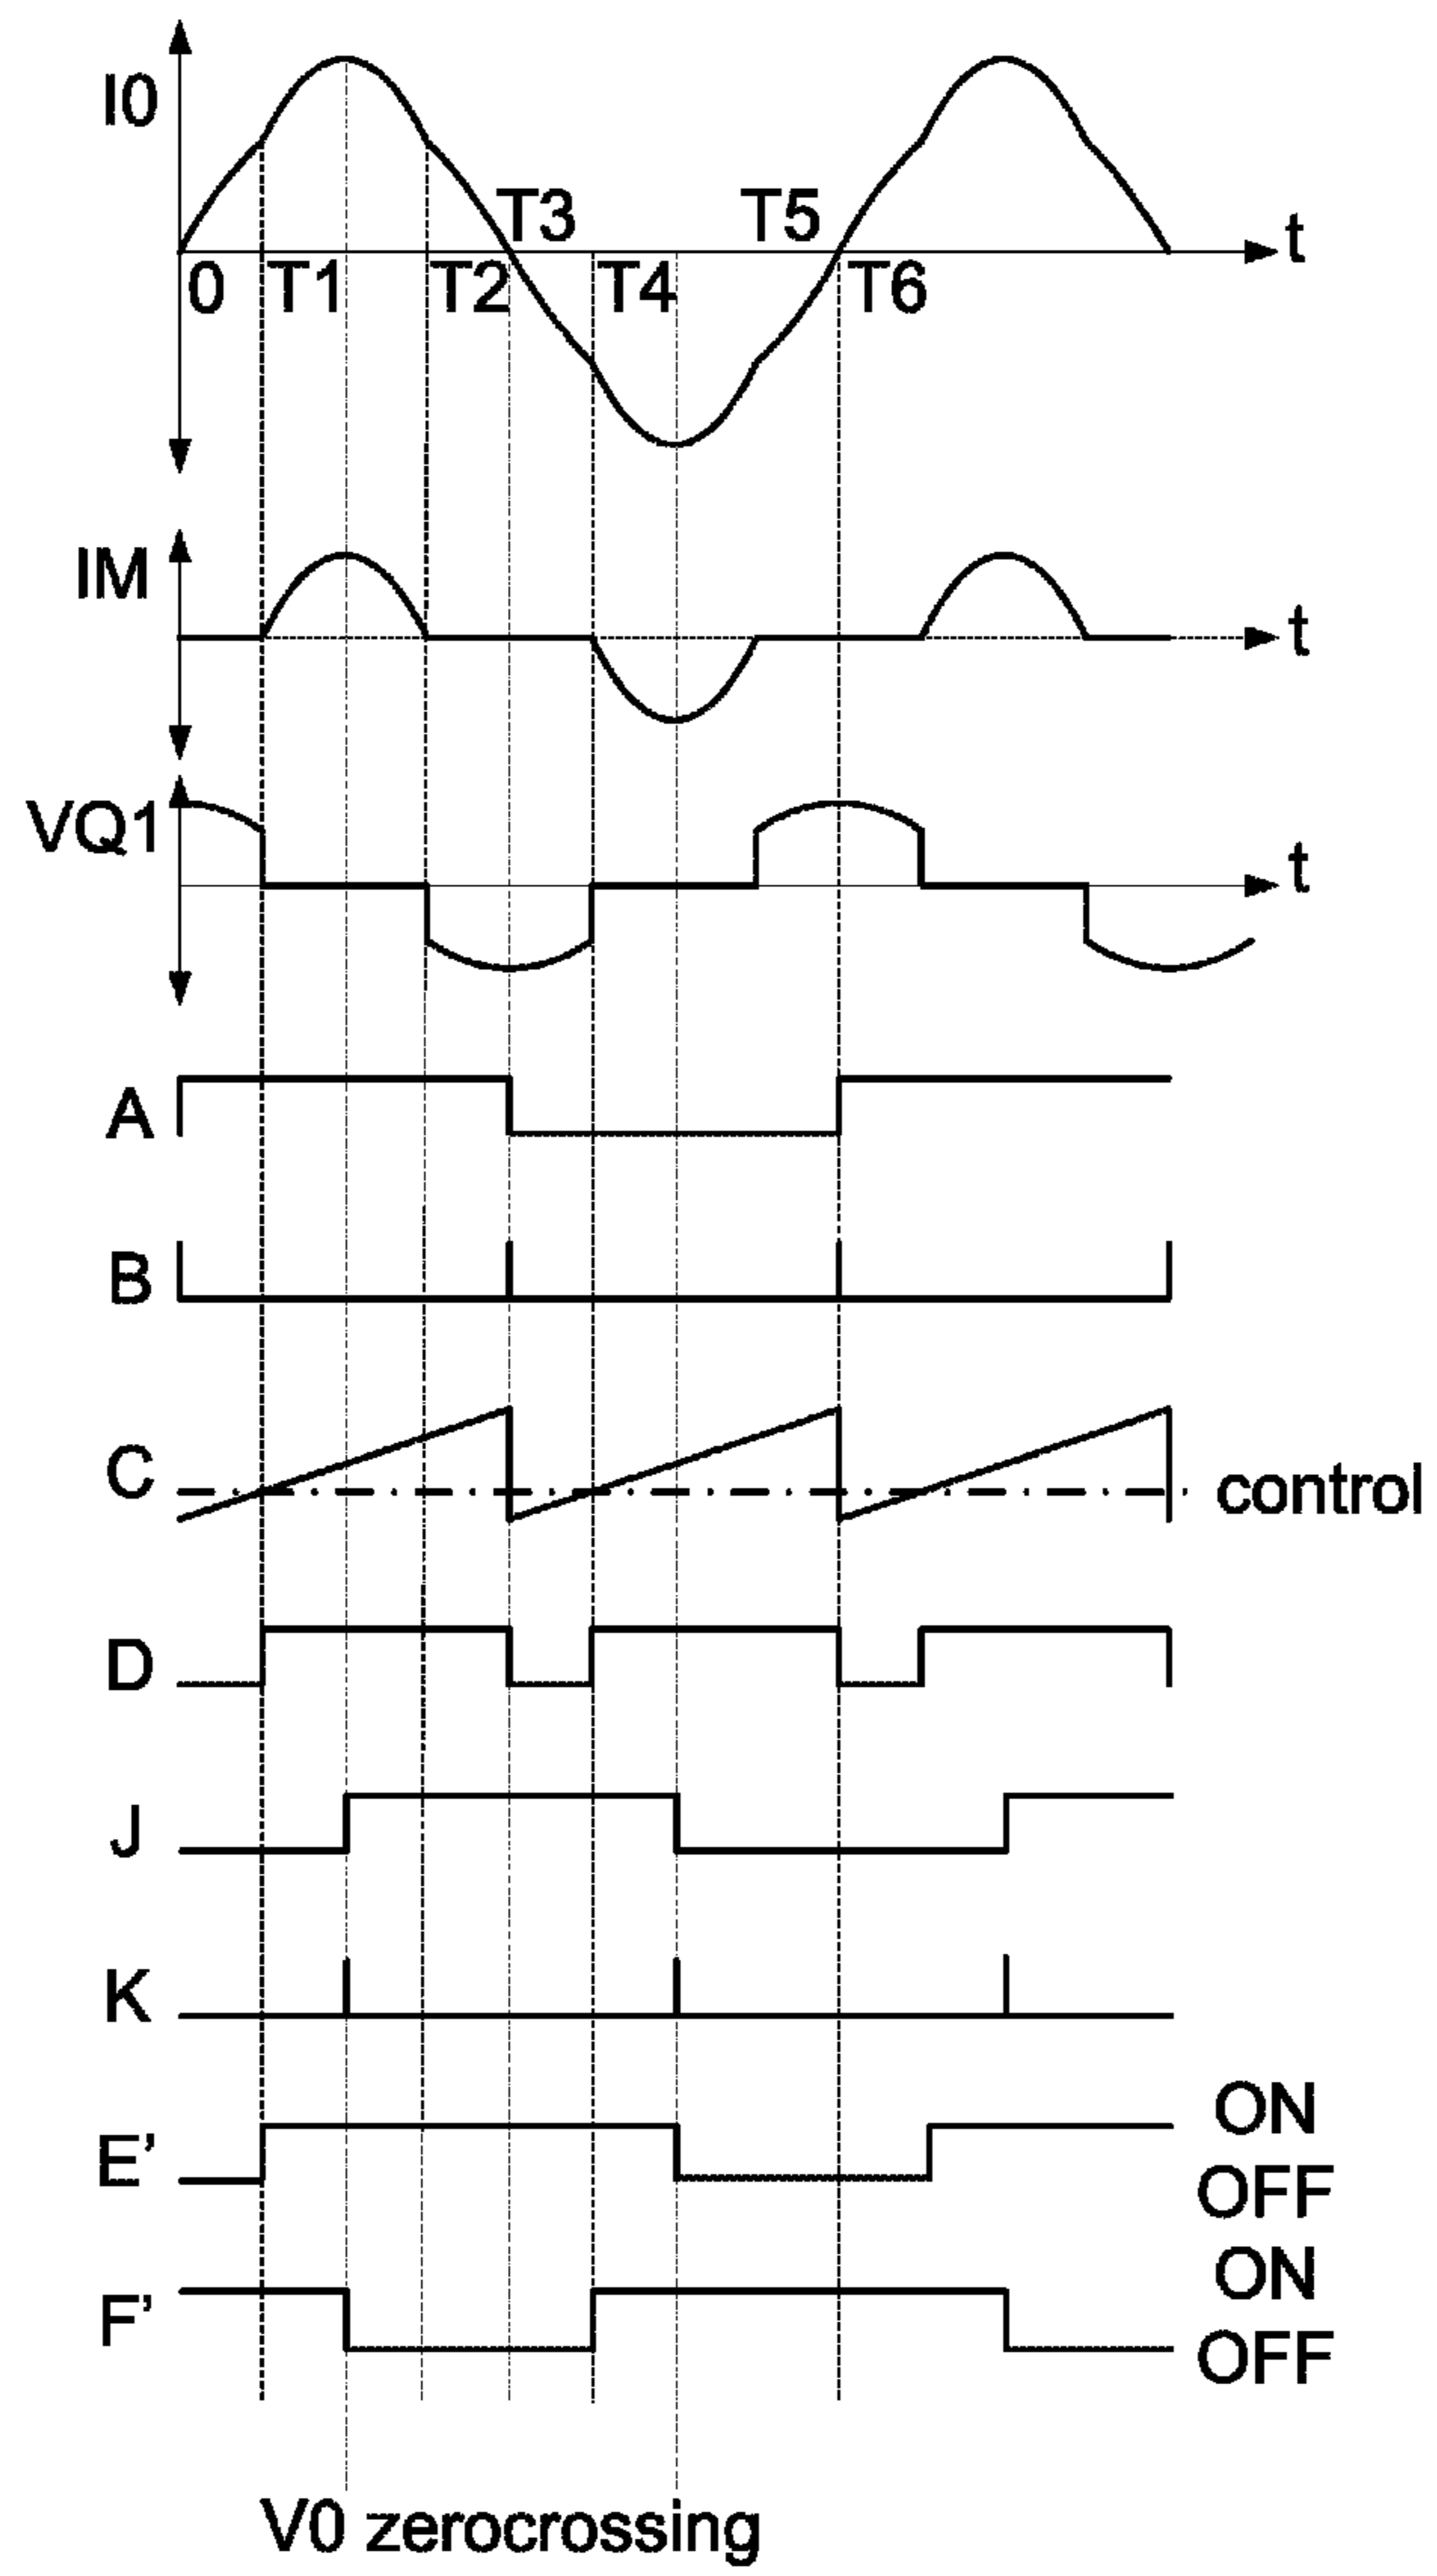 I0
T3 T5 t
0 T1 T2 T4 T6
IM t
VQ1 t
A
B
C control
D
J
K
ON
E' OFF
ON
F' OFF
V0 zerocrossing